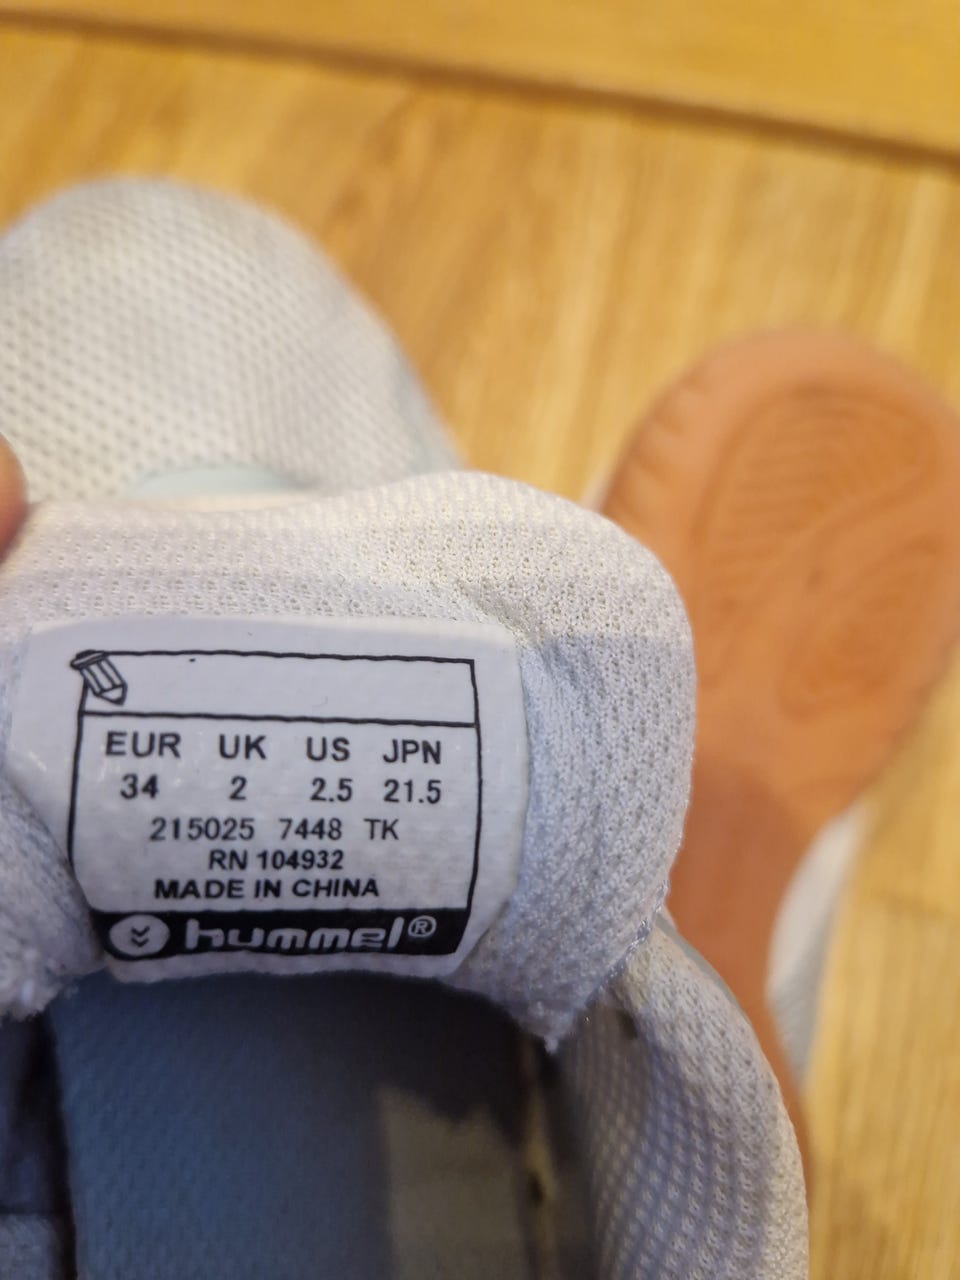 EUR UK US JPN
34 2 2.5 21.5
215025 7448 TK
RN 104932
MADE IN CHINA
hummel®